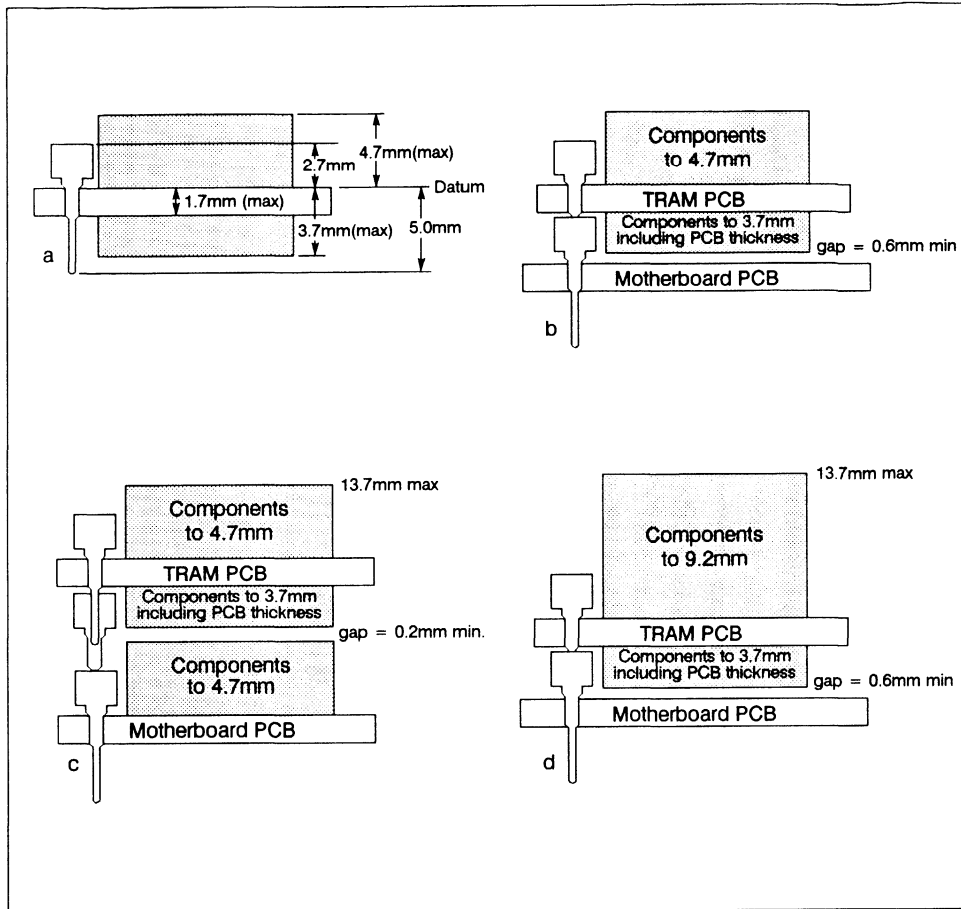 4.7mm(max)
2.7mm
Datum
1.7mm (max)
5.0mm
3.7mm(max)
a
Components
to 4.7mm
TRAM PCB
Components to 3.7mm
including PCB thickness
gap = 0.6mm min
Motherboard PCB
b
13.7mm max
Components
to 4.7mm
TRAM PCB
Components to 3.7mm
including PCB thickness
gap = 0.2mm min.
Components
to 4.7mm
Motherboard PCB
c
13.7mm max
Components
to 9.2mm
TRAM PCB
Components to 3.7mm
including PCB thickness
gap = 0.6mm min
Motherboard PCB
d